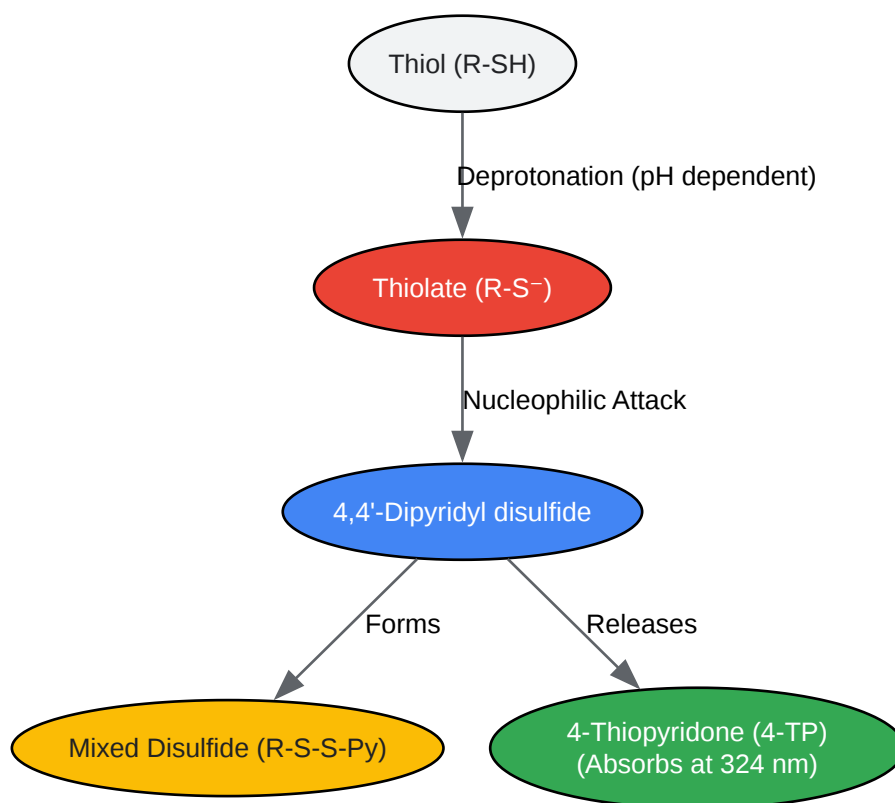 Thiol (R-SH)
Deprotonation (pH dependent)
Thiolate (R-S⁻)
Nucleophilic Attack
4,4'-Dipyridyl disulfide
Forms
Releases
Mixed Disulfide (R-S-S-Py)
4-Thiopyridone (4-TP)
(Absorbs at 324 nm)